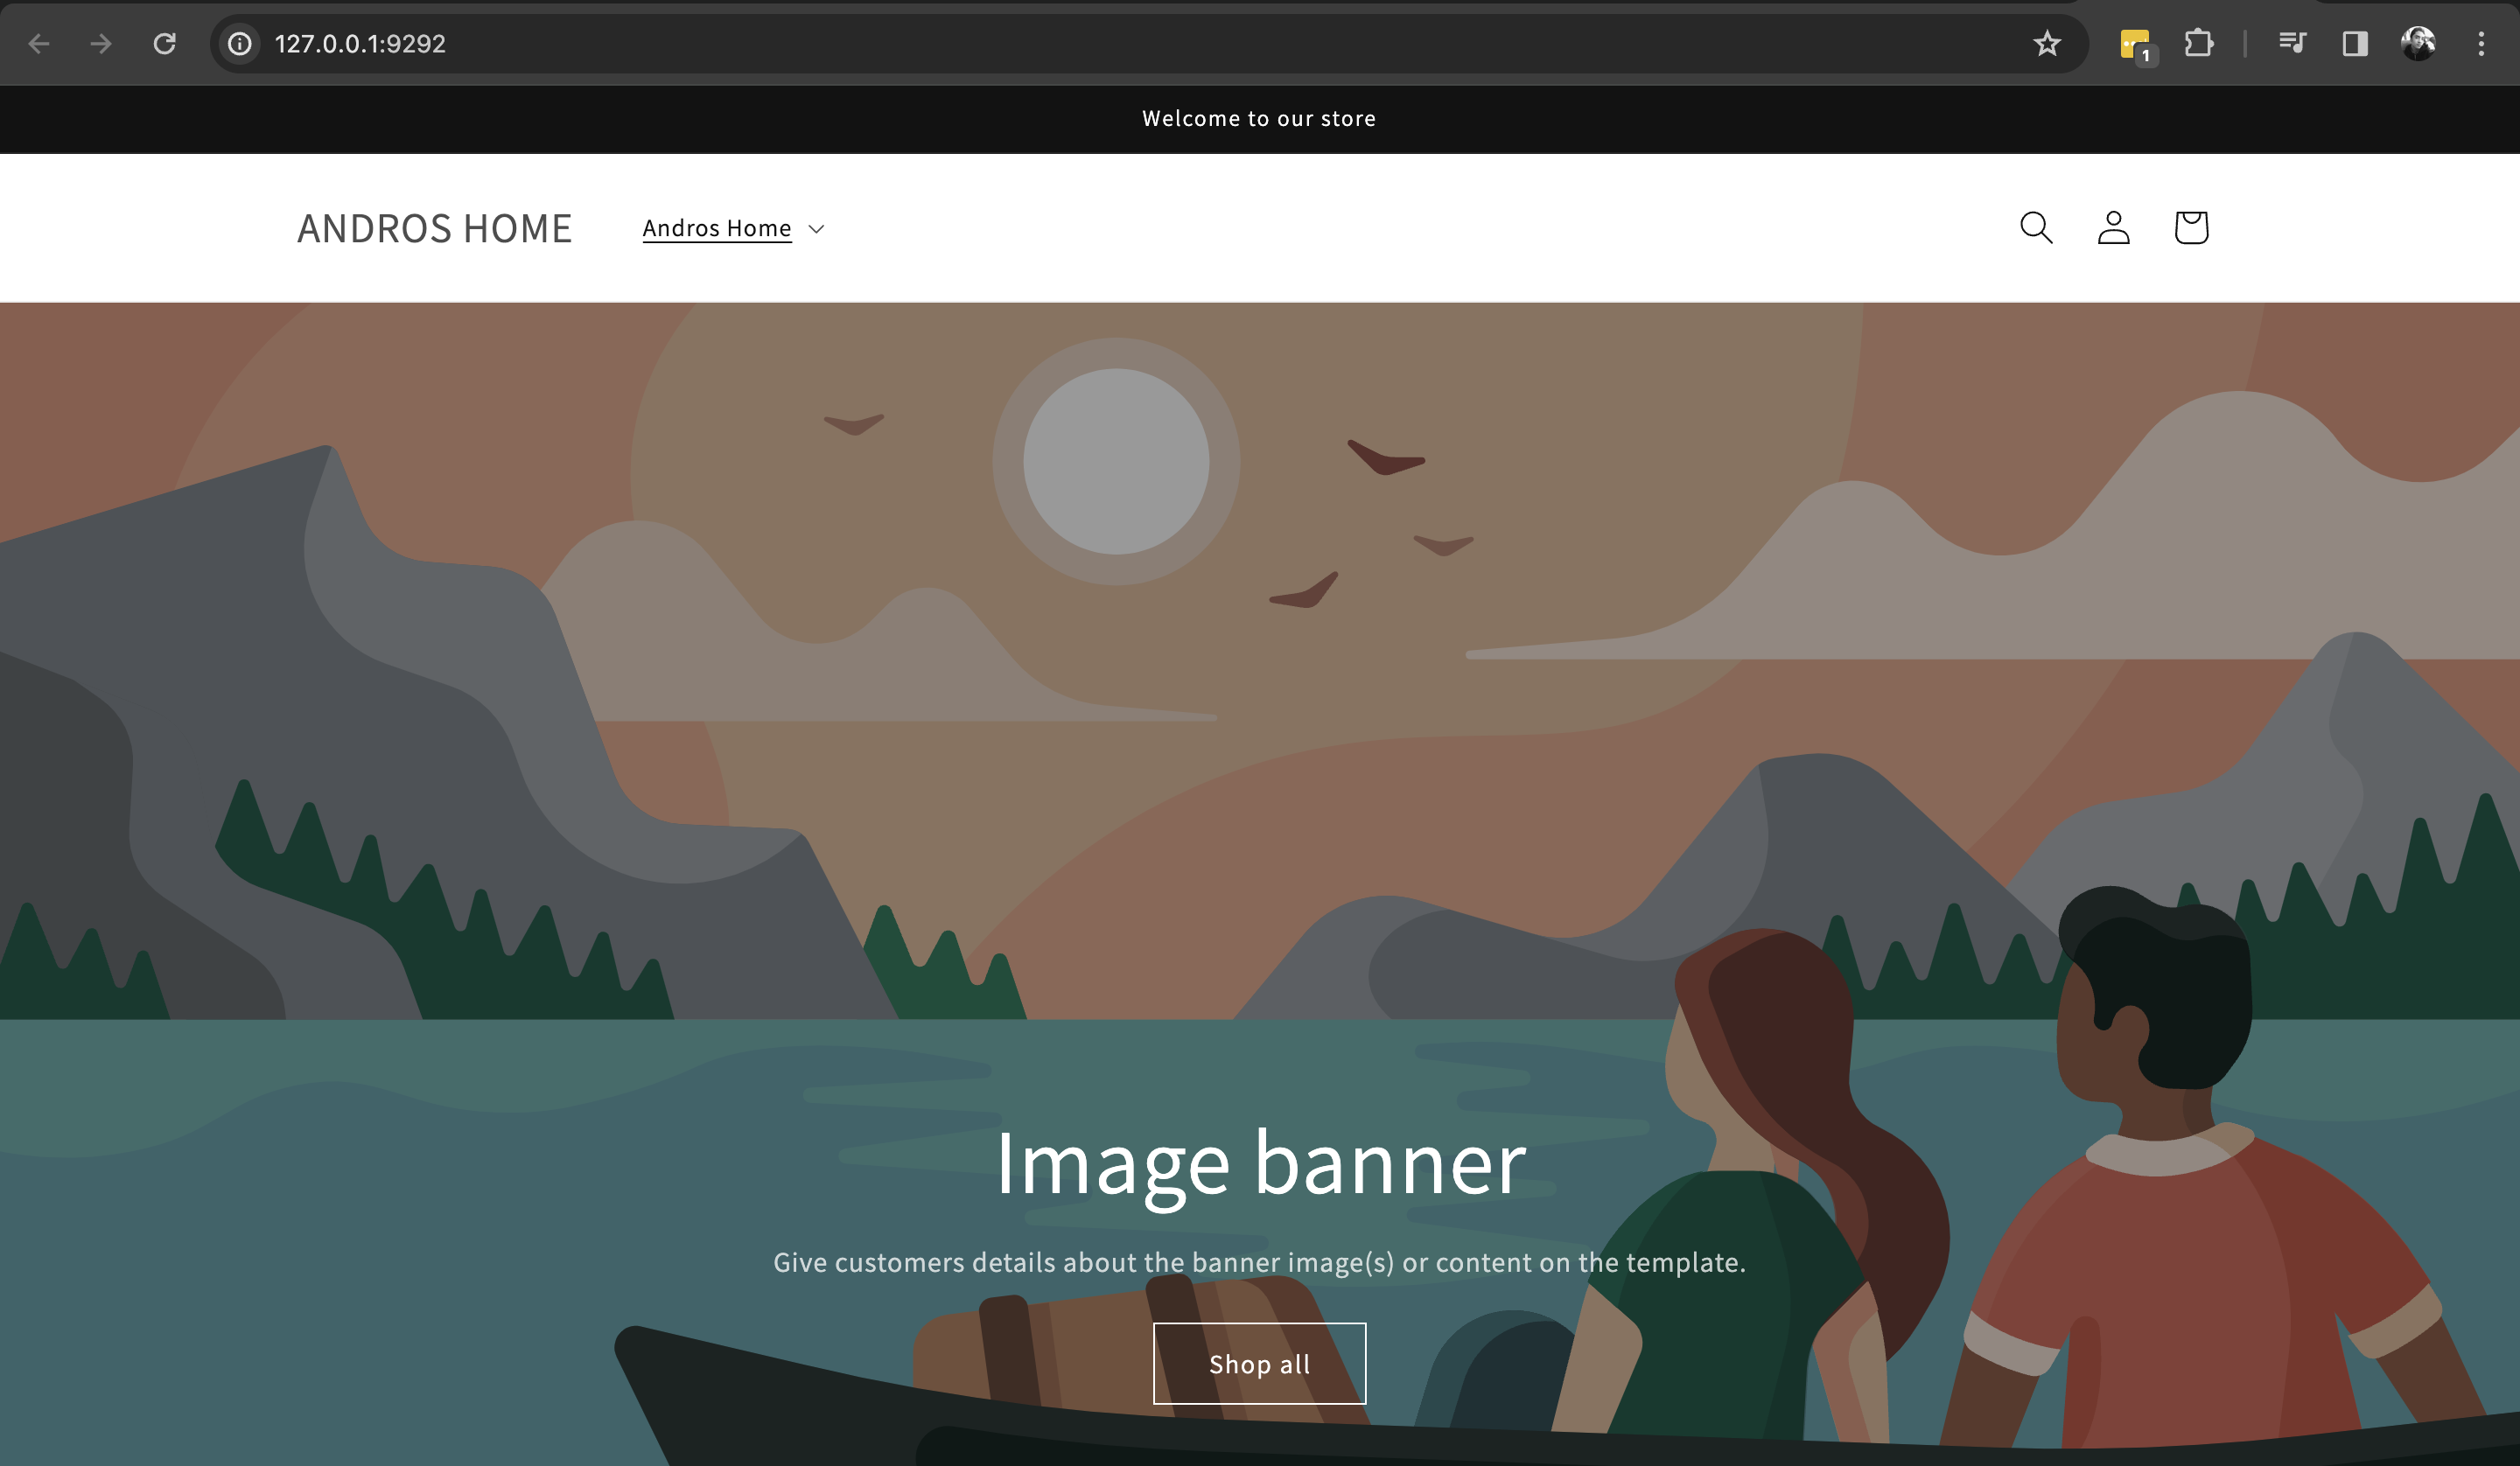 127.0.0.1:9292
1
Welcome to our store
ANDROS HOME
Andros Home
Image banner
Give customers details about the banner image(s) or content on the template.
Shop all